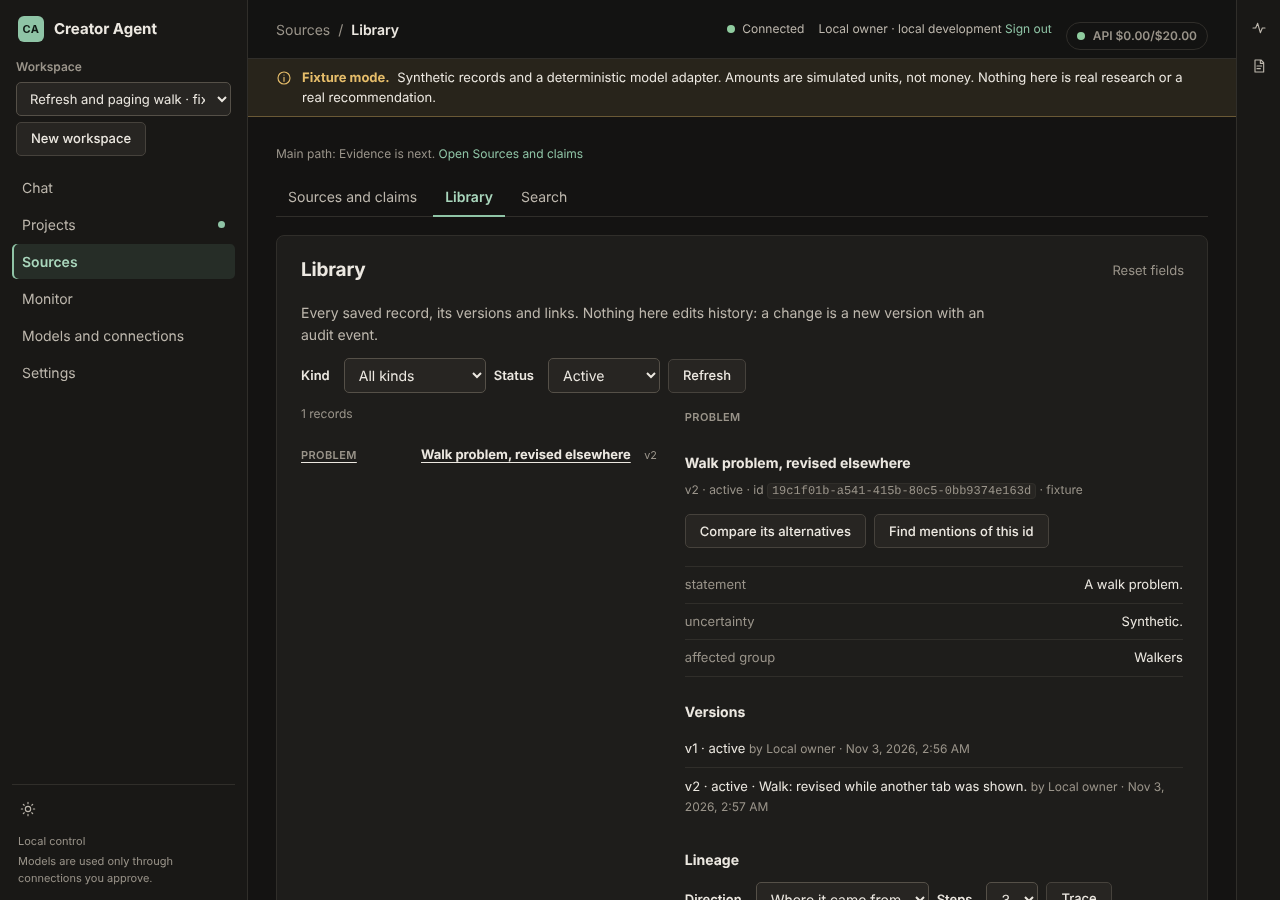 CA Creator Agent
Workspace
Refresh and paging walk · fix
New workspace
Chat
Projects
Sources
Monitor
Models and connections
Settings
Local control
Models are used only through
connections you approve.
Sources / Library
Connected Local owner · local development Sign out API $0.00/$20.00
Fixture mode. Synthetic records and a deterministic model adapter. Amounts are simulated units, not money. Nothing here is real research or a
real recommendation.
Main path: Evidence is next. Open Sources and claims
Sources and claims Library Search
Library
Reset fields
Every saved record, its versions and links. Nothing here edits history: a change is a new version with an
audit event.
Kind All kinds Status Active Refresh
1 records
PROBLEM Walk problem, revised elsewhere v2
PROBLEM
Walk problem, revised elsewhere
v2 · active · id 19c1f01b-a541-415b-80c5-0bb9374e163d · fixture
Compare its alternatives Find mentions of this id
statement A walk problem.
uncertainty Synthetic.
affected group Walkers
Versions
v1 · active by Local owner · Nov 3, 2026, 2:56 AM
v2 · active · Walk: revised while another tab was shown. by Local owner · Nov 3,
2026, 2:57 AM
Lineage
Direction Where it came from Steps 3 Trace